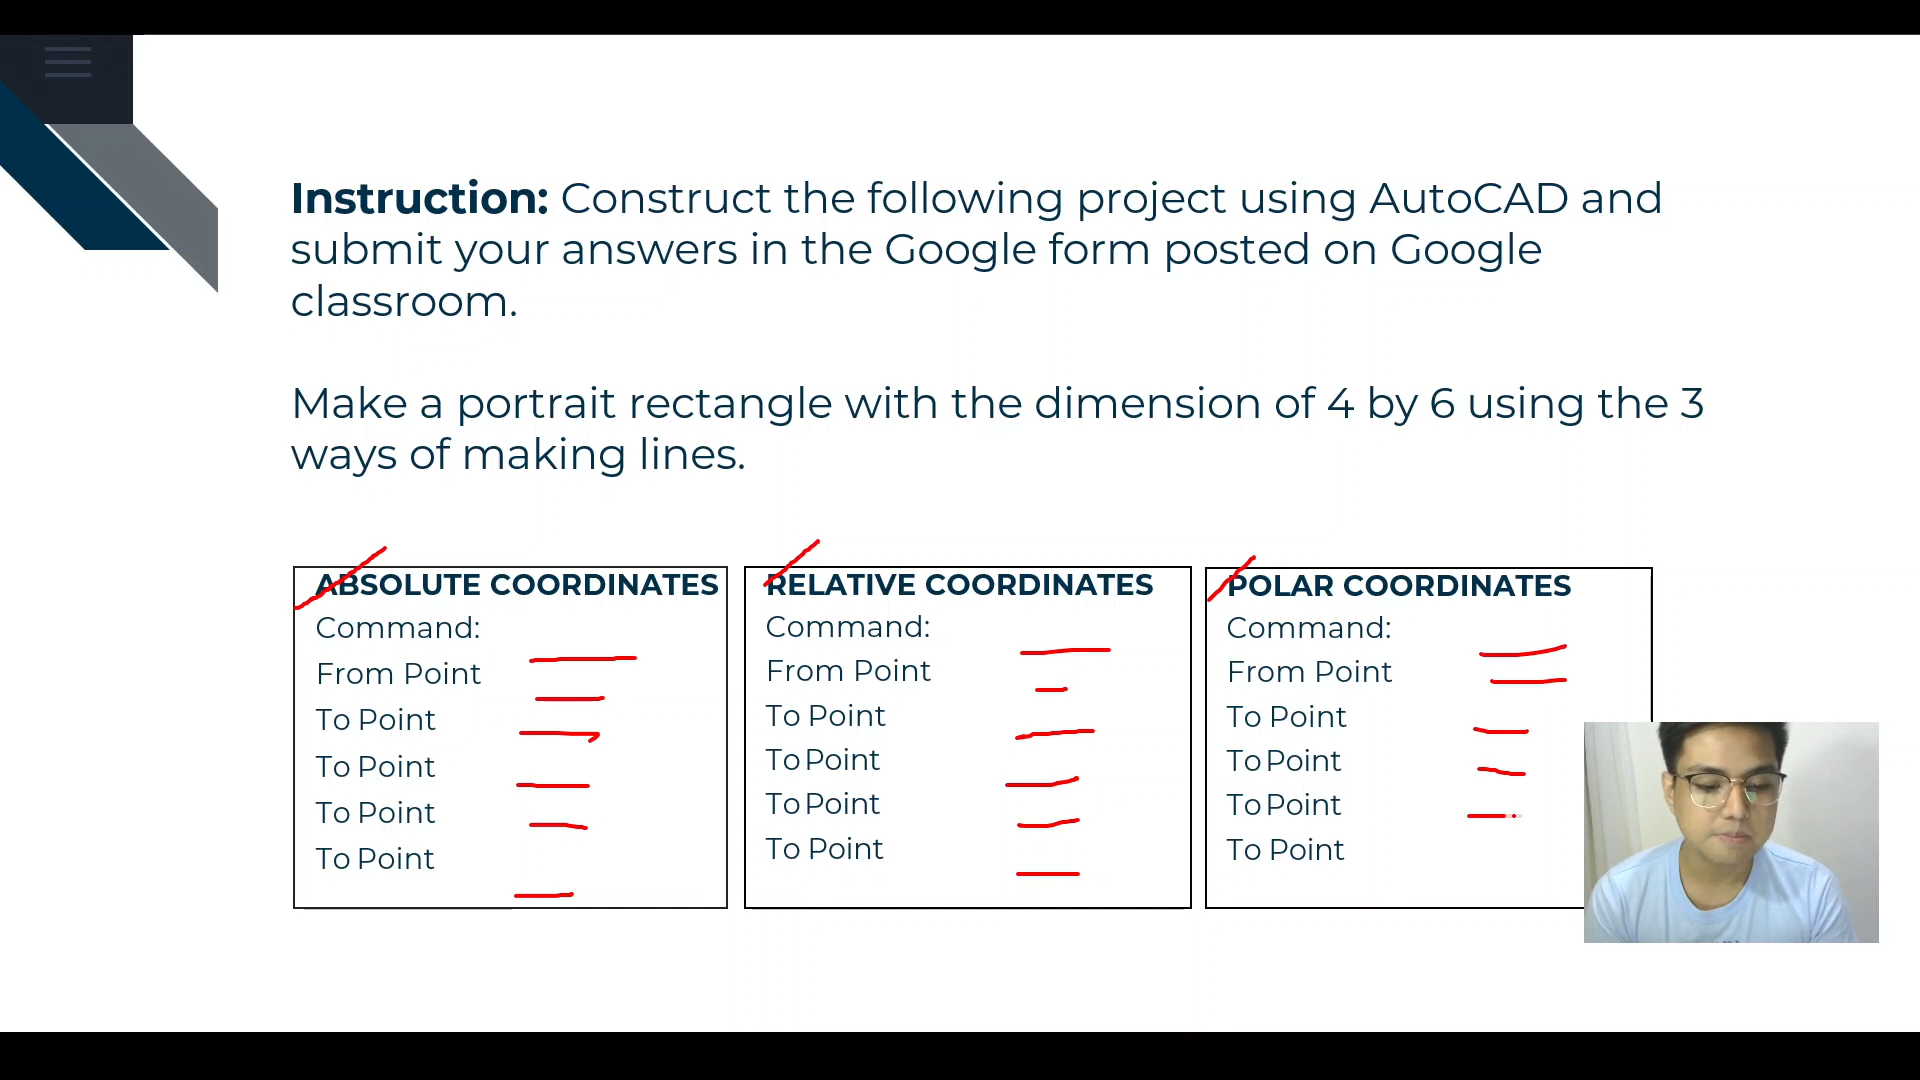 Instruction: Construct the following project using AutoCAD and
submit your answers in the Google form posted on Google
classroom.
Make a portrait rectangle with the dimension of 4 by 6 using the 3
ways of making lines.
ABSOLUTE COORDINATES
Command:
From Point
To Point
To Point
To Point
To Point
RELATIVE COORDINATES
Command:
From Point
To Point
To Point
To Point
To Point
POLAR COORDINATES
Command:
From Point
To Point
To Point
To Point
To Point